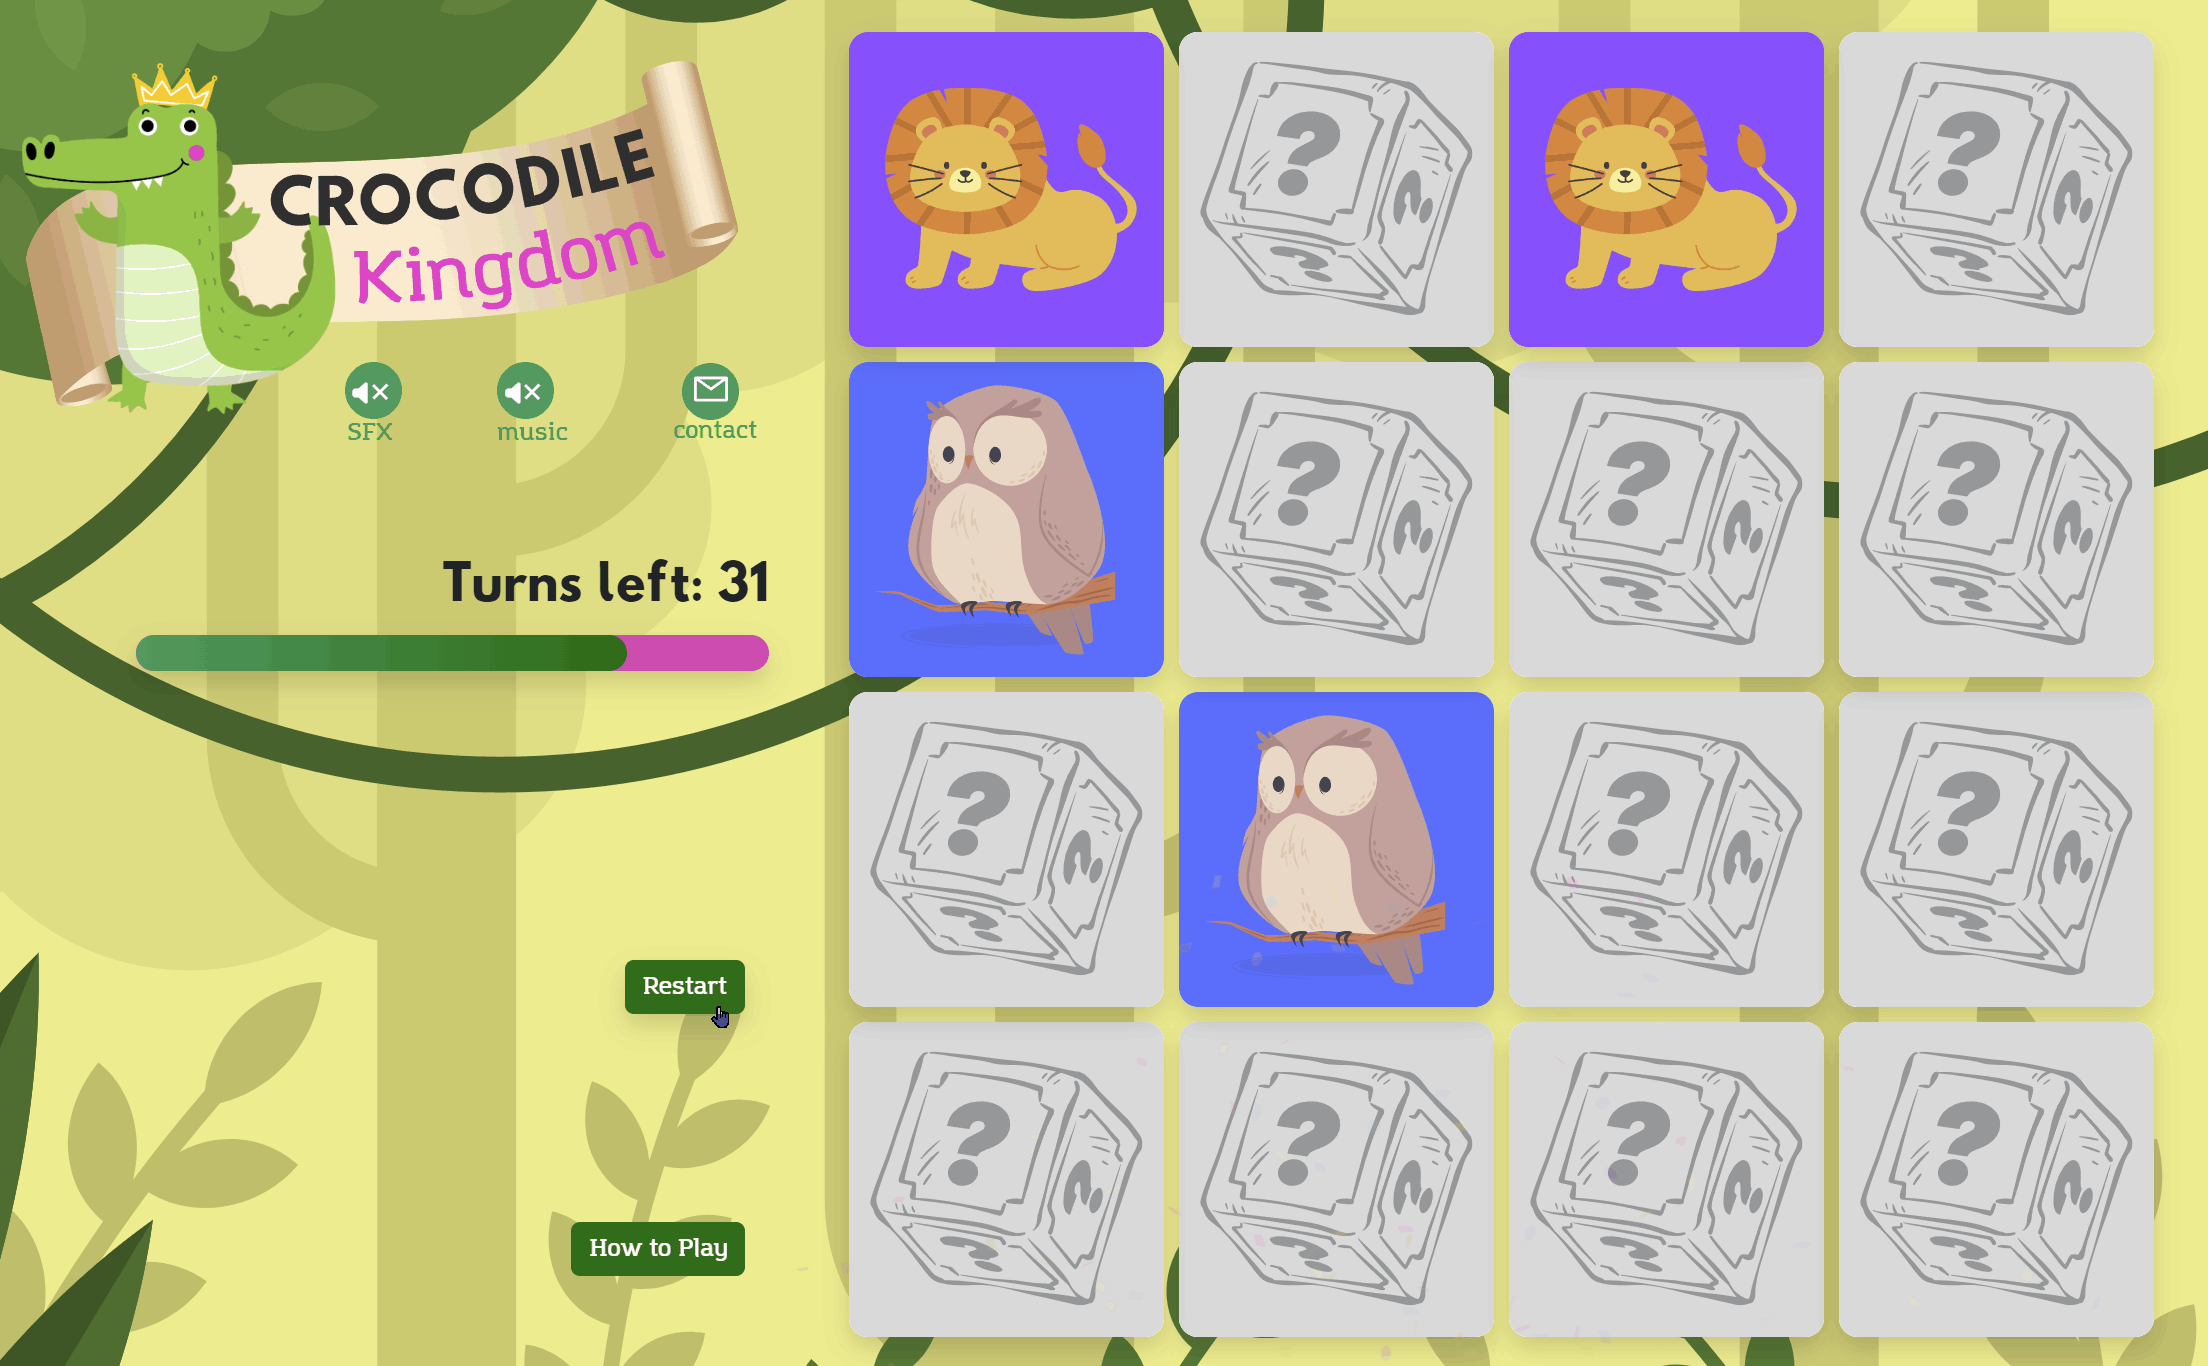 CROCODILE
Kingdom
SFX
music
contact
Turns left: 31
Restart
How to Play